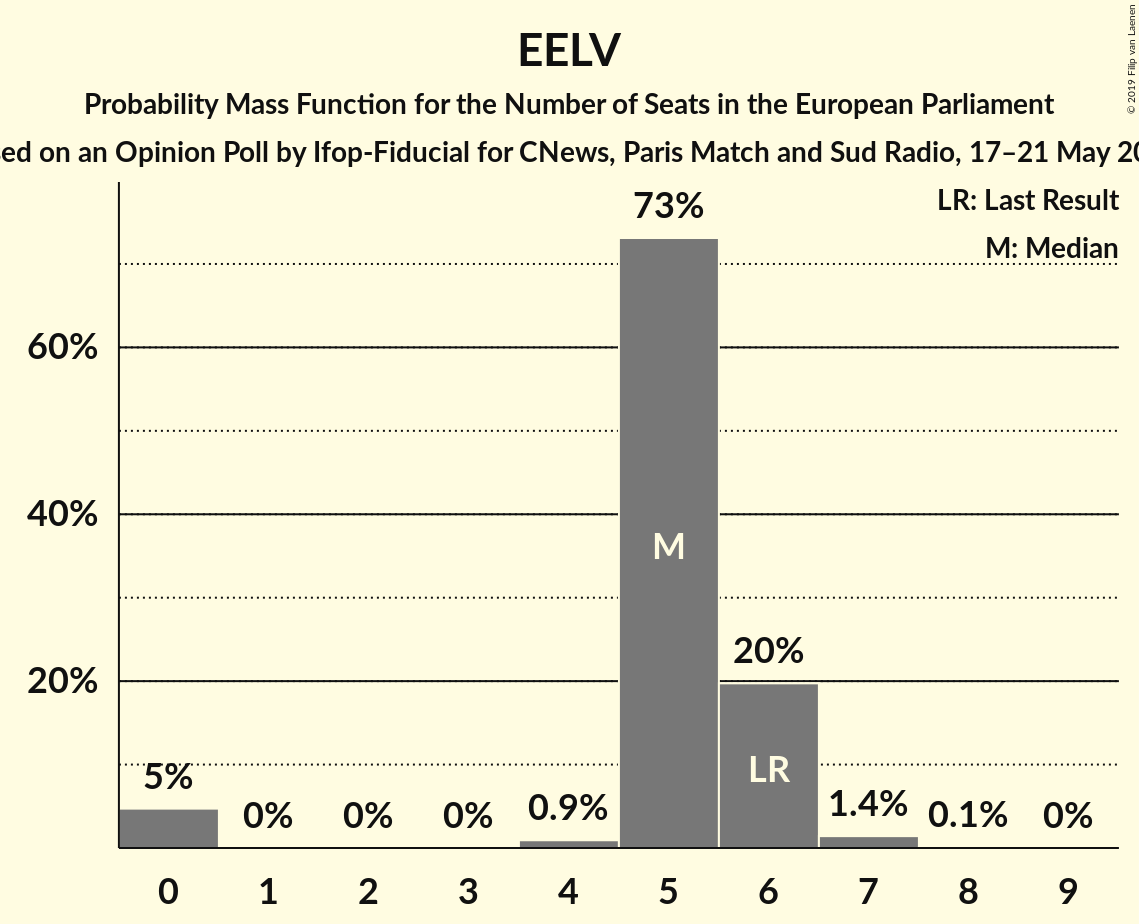 EELV
Probability Mass Function for the Number of Seats in the European Parliament
on an Opinion Poll by Ifop-Fiducial for CNews, Paris Match and Sud Radio, 17–21 May
© 2019 Filip van Laenen
LR: Last Result
M: Median
73%
60%
40%
M
20%
20%
LR
5%
0%
0%
0%
0.9%
1.4%
0.1%
0%
0
1
2
3
4
5
6
7
8
9